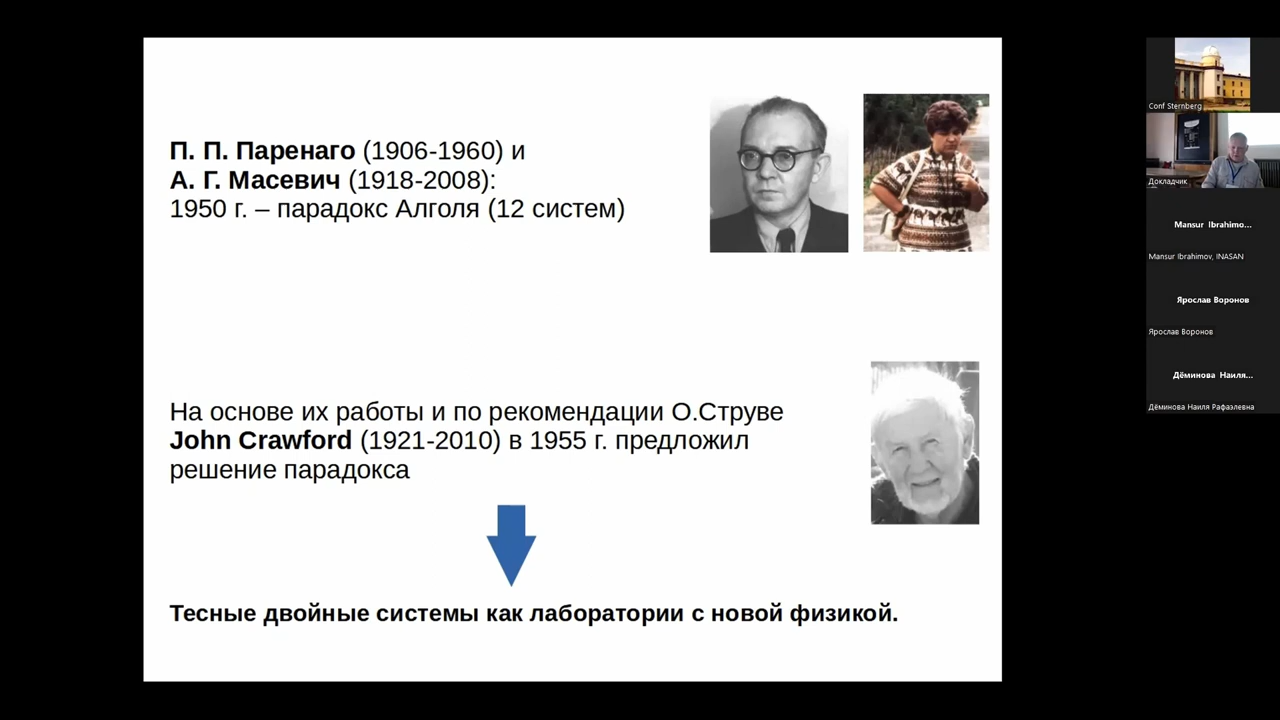 П. П. Паренаго (1906-1960) и
А. Г. Масевич (1918-2008):
1950 г. – парадокс Алголя (12 систем)
На основе их работы и по рекомендации О.Струве
John Crawford (1921-2010) в 1955 г. предложил
решение парадокса
Тесные двойные системы как лаборатории с новой физикой.
Conf Sternberg
Докладчик
Mansur Ibrahimo...
Mansur Ibrahimov, INASAN
Ярослав Воронов
Ярослав Воронов
Дёминова Наиля...
Дёминова Наиля Рафаэлевна